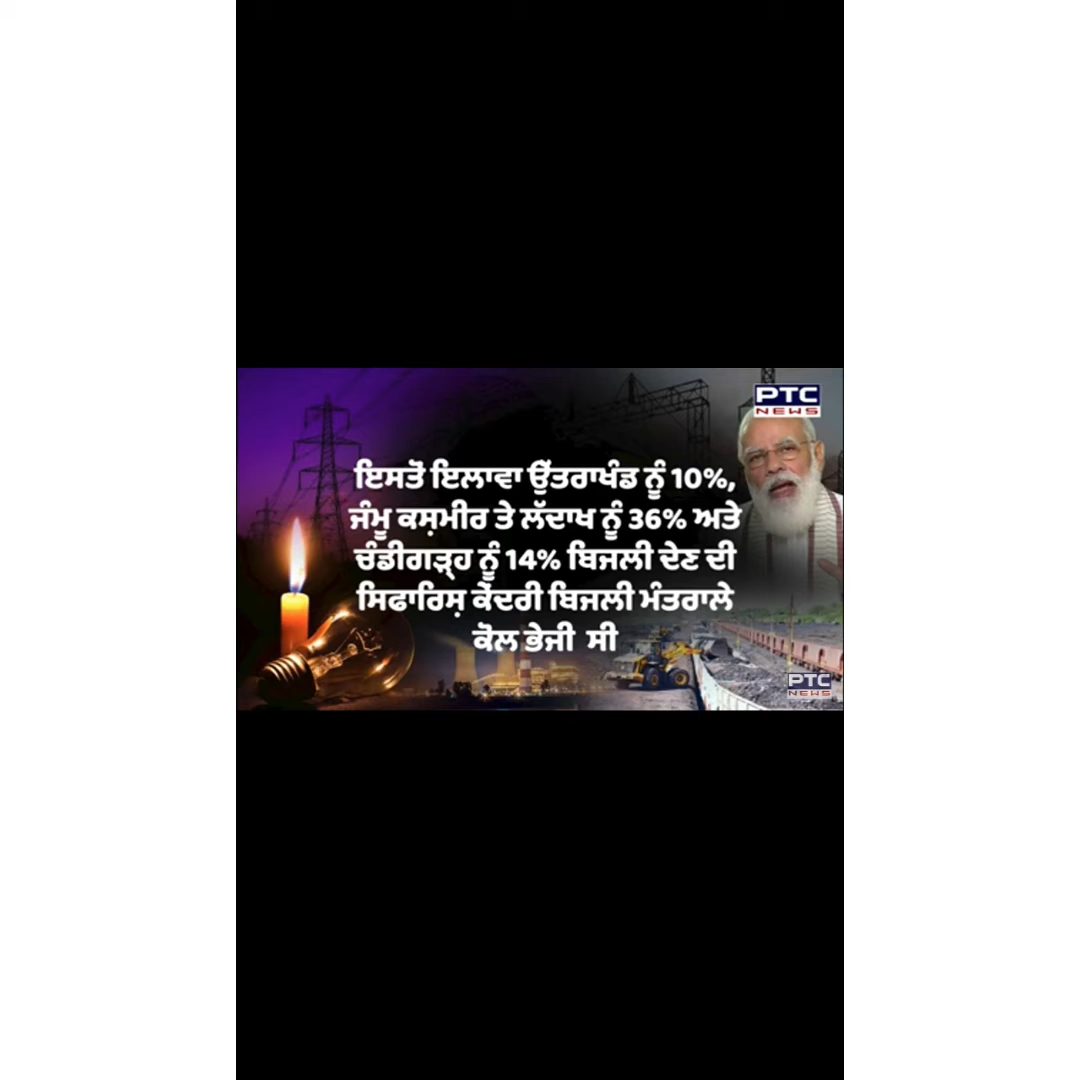 PTC
NEWS
ਇਸਤੋਂ ਇਲਾਵਾ ਉੱਤਰਾਖੰਡ ਨੂੰ 10%,
ਜੰਮੂ ਕਸ਼ਮੀਰ ਤੇ ਲੱਦਾਖ ਨੂੰ 36% ਅਤੇ
ਚੰਡੀਗੜ੍ਹ ਨੂੰ 14% ਬਿਜਲੀ ਦੇਣ ਦੀ
ਸਿਫਾਰਿਸ਼ ਕੇਂਦਰੀ ਬਿਜਲੀ ਮੰਤਰਾਲੇ
ਕੋਲ ਭੇਜੀ ਸੀ
PTC
NEWS